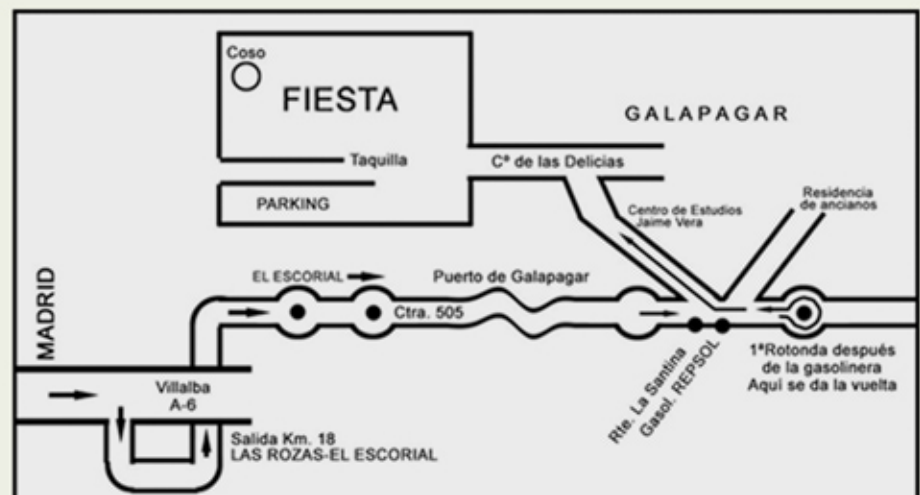 Coso
FIESTA
GALAPAGAR
Taquilla
Cª de las Delicias
PARKING
Residencia
de ancianos
Centro de Estudios
Jaime Vera
EL ESCORIAL
Puerto de Galapagar
MADRID
Ctra. 505
Rte. La Santina
Gasol. REPSOL
1ªRotonda después
de la gasolinera
Aquí se da la vuelta
Villalba
A-6
Salida Km. 18
LAS ROZAS-EL ESCORIAL